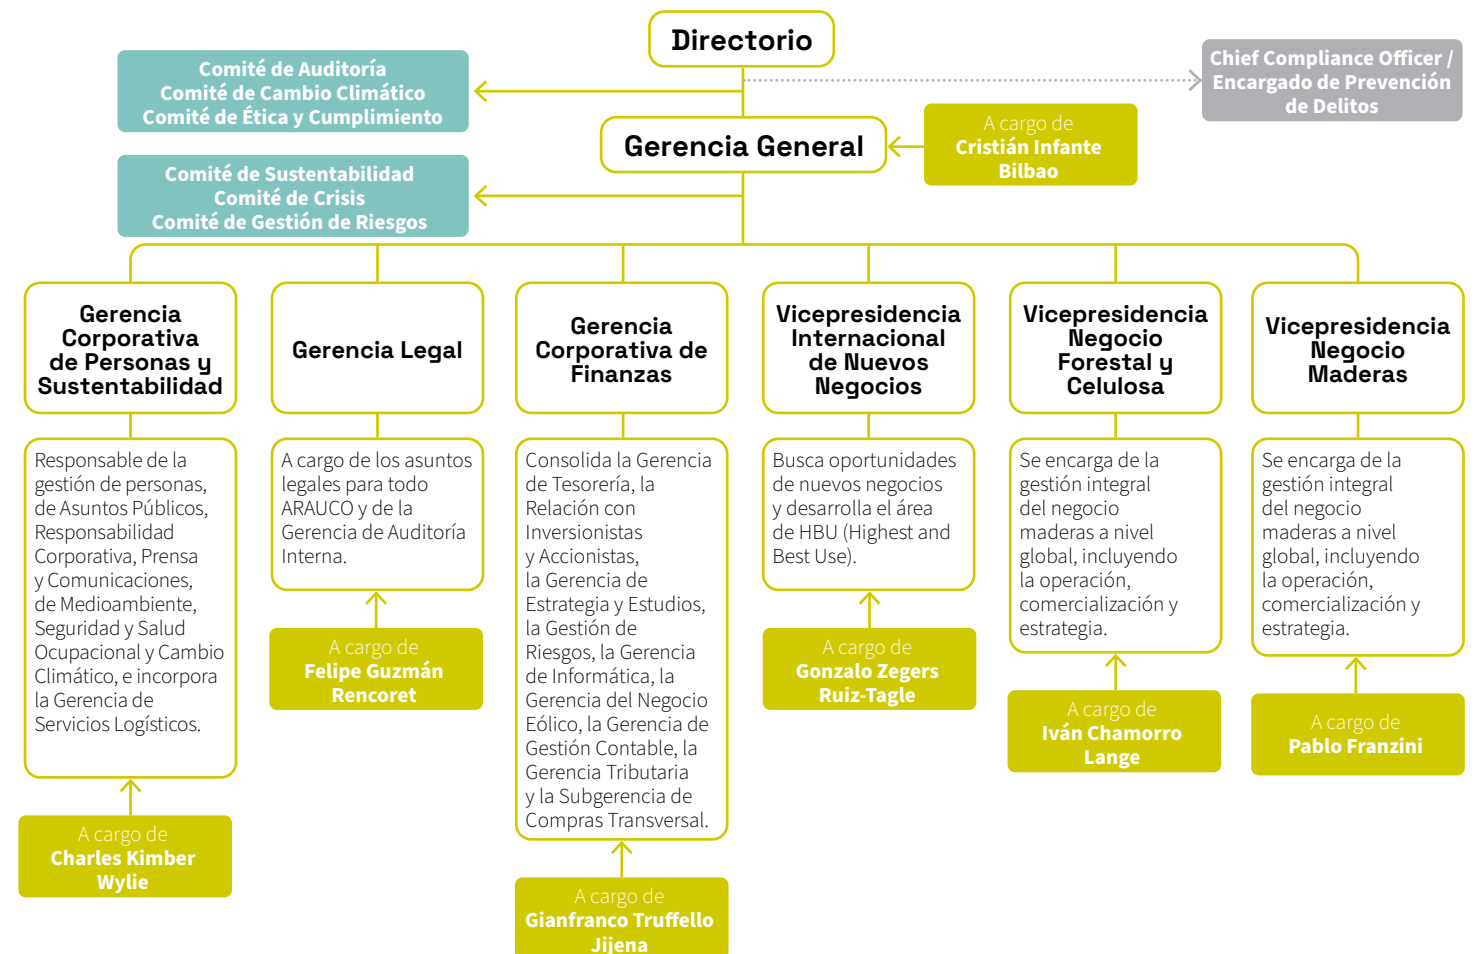 Directorio
Comité de Auditoría
Comité de Cambio Climático
Comité de Ética y Cumplimiento
Chief Compliance Officer /
Encargado de Prevención
de Delitos
Gerencia General
A cargo de
Cristián Infante
Bilbao
Comité de Sustentabilidad
Comité de Crisis
Comité de Gestión de Riesgos
Gerencia
Corporativa
de Personas y
Sustentabilidad
Responsable de la
gestión de personas,
de Asuntos Públicos,
Responsabilidad
Corporativa, Prensa
y Comunicaciones,
de Medioambiente,
Seguridad y Salud
Ocupacional y Cambio
Climático, e incorpora
la Gerencia de
Servicios Logísticos.
A cargo de
Charles Kimber
Wylie
Gerencia Legal
A cargo de los asuntos
legales para todo
ARAUCO y de la
Gerencia de Auditoría
Interna.
A cargo de
Felipe Guzmán
Rencoret
Gerencia
Corporativa de
Finanzas
Consolida la Gerencia
de Tesorería, la
Relación con
Inversionistas
y Accionistas,
la Gerencia de
Estrategia y Estudios,
la Gestión de
Riesgos, la Gerencia
de Informática, la
Gerencia del Negocio
Eólico, la Gerencia de
Gestión Contable, la
Gerencia Tributaria
y la Subgerencia de
Compras Transversal.
A cargo de
Gianfranco Truffello
Jijena
Vicepresidencia
Internacional
de Nuevos
Negocios
Busca oportunidades
de nuevos negocios
y desarrolla el área
de HBU (Highest and
Best Use).
A cargo de
Gonzalo Zegers
Ruiz-Tagle
Vicepresidencia
Negocio
Forestal y
Celulosa
Se encarga de la
gestión integral
del negocio
maderas a nivel
global, incluyendo
la operación,
comercialización y
estrategia.
A cargo de
Iván Chamorro
Lange
Vicepresidencia
Negocio
Maderas
Se encarga de la
gestión integral
del negocio
maderas a nivel
global, incluyendo
la operación,
comercialización y
estrategia.
A cargo de
Pablo Franzini